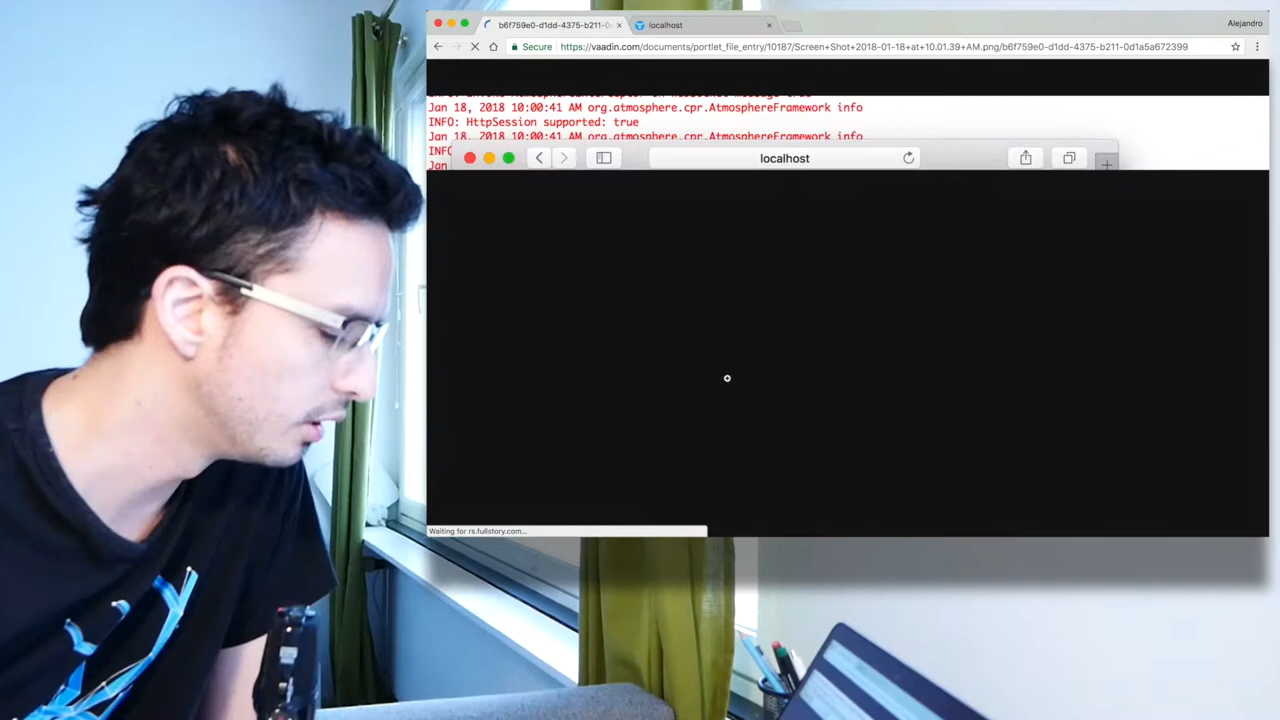 b6f759e0-d1dd-4375-b211-0
localhost
Alejandro
Secure
https://vaadin.com/documents/portlet_file_entry/10187/Screen+Shot+2018-01-18+at+10.01.39+AM.png/b6f759e0-d1dd-4375-b211-0d1a5a672399
Jan 18, 2018 10:00:41 AM org.atmosphere.cpr.AtmosphereFramework info
INFO: HttpSession supported: true
Jan 18, 2018 10:00:41 AM org.atmosphere.cpr.AtmosphereFramework info
INFO
localhost
Jan
Waiting for rs.fullstory.com...